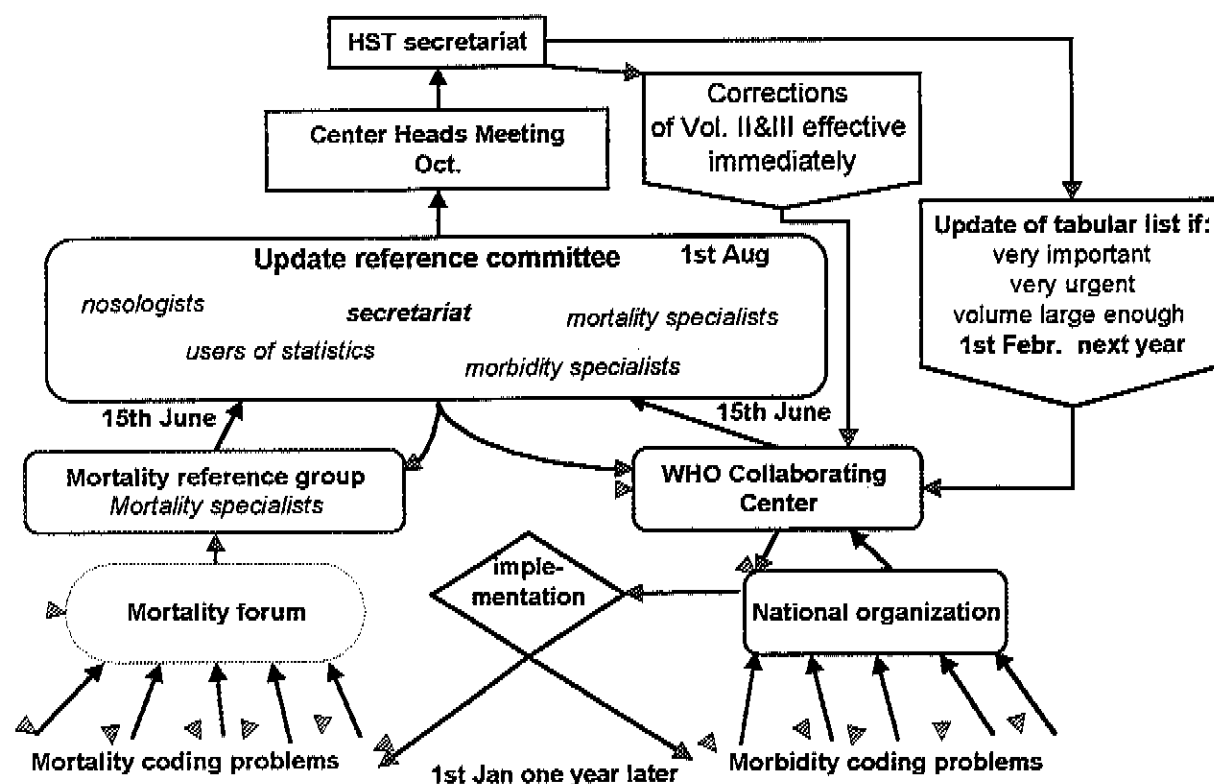 HST secretariat
Corrections
of Vol. II&III effective
immediately
Center Heads Meeting
Oct.
Update of tabular list if:
very important
very urgent
volume large enough
1st Febr. next year
Update reference committee 1st Aug
nosologists
secretariat
mortality specialists
users of statistics
morbidity specialists
15th June
15th June
Mortality reference group
Mortality specialists
WHO Collaborating
Center
imple-
mentation
Mortality forum
National organization
Mortality coding problems
1st Jan one year later
Morbidity coding problems